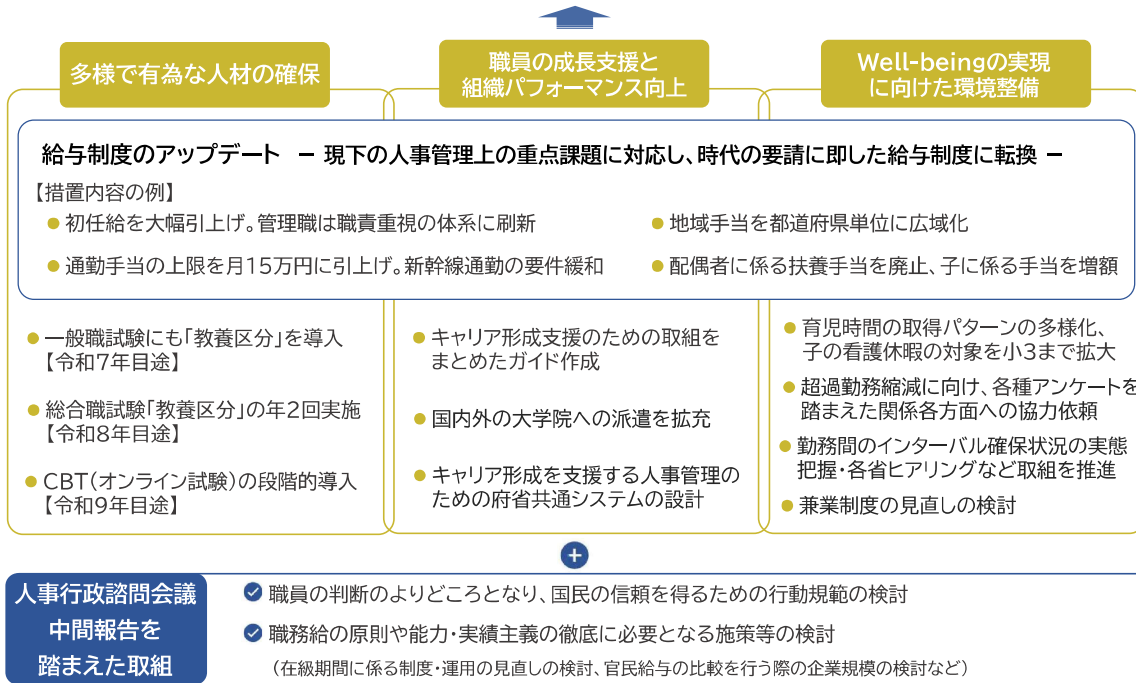 多様で有為な人材の確保
職員の成長支援と
組織パフォーマンス向上
Well-beingの実現
に向けた環境整備
給与制度のアップデート － 現下の人事管理上の重点課題に対応し、時代の要請に即した給与制度に転換 －
【措置内容の例】
● 初任給を大幅引上げ。管理職は職責重視の体系に刷新
● 地域手当を都道府県単位に広域化
● 通勤手当の上限を月15万円に引上げ。新幹線通勤の要件緩和
● 配偶者に係る扶養手当を廃止、子に係る手当を増額
● 一般職試験にも「教養区分」を導入
【令和7年目途】
● 総合職試験「教養区分」の年2回実施
【令和8年目途】
● CBT(オンライン試験)の段階的導入
【令和9年目途】
● キャリア形成支援のための取組を
まとめたガイド作成
● 国内外の大学院への派遣を拡充
● キャリア形成を支援する人事管理の
ための府省共通システムの設計
● 育児時間の取得パターンの多様化、
子の看護休暇の対象を小3まで拡大
● 超過勤務縮減に向け、各種アンケートを
踏まえた関係各方面への協力依頼
● 勤務間のインターバル確保状況の実態
把握・各省ヒアリングなど取組を推進
● 兼業制度の見直しの検討
人事行政諮問会議
中間報告を
踏まえた取組
職員の判断のよりどころとなり、国民の信頼を得るための行動規範の検討
職務給の原則や能力・実績主義の徹底に必要となる施策等の検討
（在級期間に係る制度・運用の見直しの検討、官民給与の比較を行う際の企業規模の検討など）